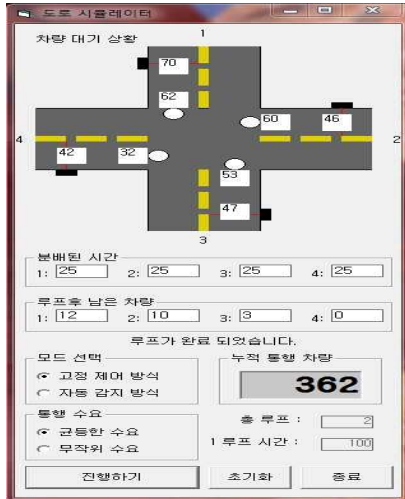 도로 시뮬레이터
차량 대기 상황
1
70
62
60 46
4
2
42 32
53
47
3
분배된 시간
1: 25 2: 25 3: 25 4: 25
루프후 남은 차량
1: 12 2: 10 3: 3 4: 0
루프가 완료 되었습니다.
모드 선택
고정 제어 방식
자동 감지 방식
누적 통행 차량
362
통행 수요
균등한 수요
무작위 수요
총 루프 : 2
1 루프 시간 : 100
진행하기 초기화 종료